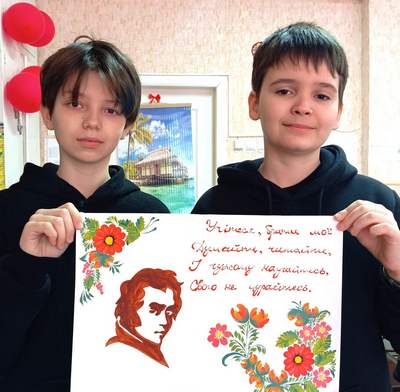 Учітеся, брати мої
Думайте, читайте,
І чужому научайтесь,
Свого не цурайтесь.